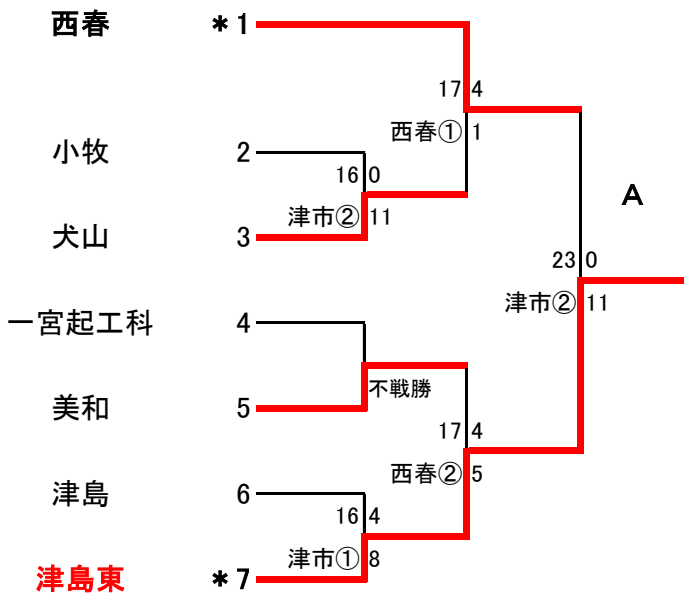 西春 ＊1
17 4
西春① 1
小牧 2
16 0
犬山 3
津市② 11
A
23 0
津市② 11
一宮起工科 4
不戦勝
美和 5
17 4
西春② 5
津島 6
16 4
津市① 8
津島東 ＊7